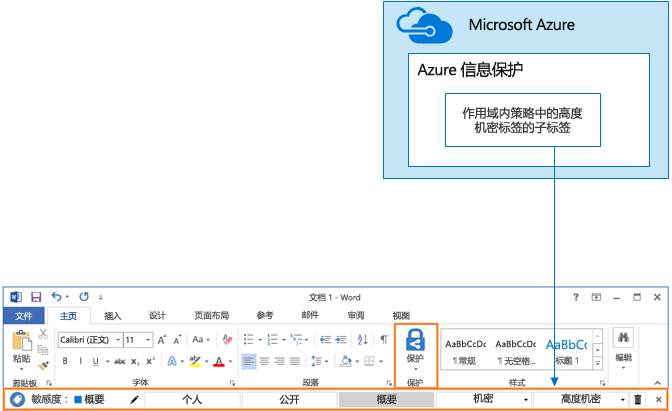 Microsoft Azure
Azure 信息保护
作用域内策略中的高度
机密标签的子标签
文档 1 - Word
文件 主页 插入 设计 页面布局 参考 邮件 审阅 视图
Calibri (正文) 11 A A Aa
粘贴
B I U abc x₂ x² A ab A
保护
AaBbCcDc AaBbCcDc AaBbCc
¶常规 ¶无空格... 标题 1
编辑
剪贴板 字体 段落 保护 样式
敏感度： 概要 个人 公开 概要 机密 高度机密